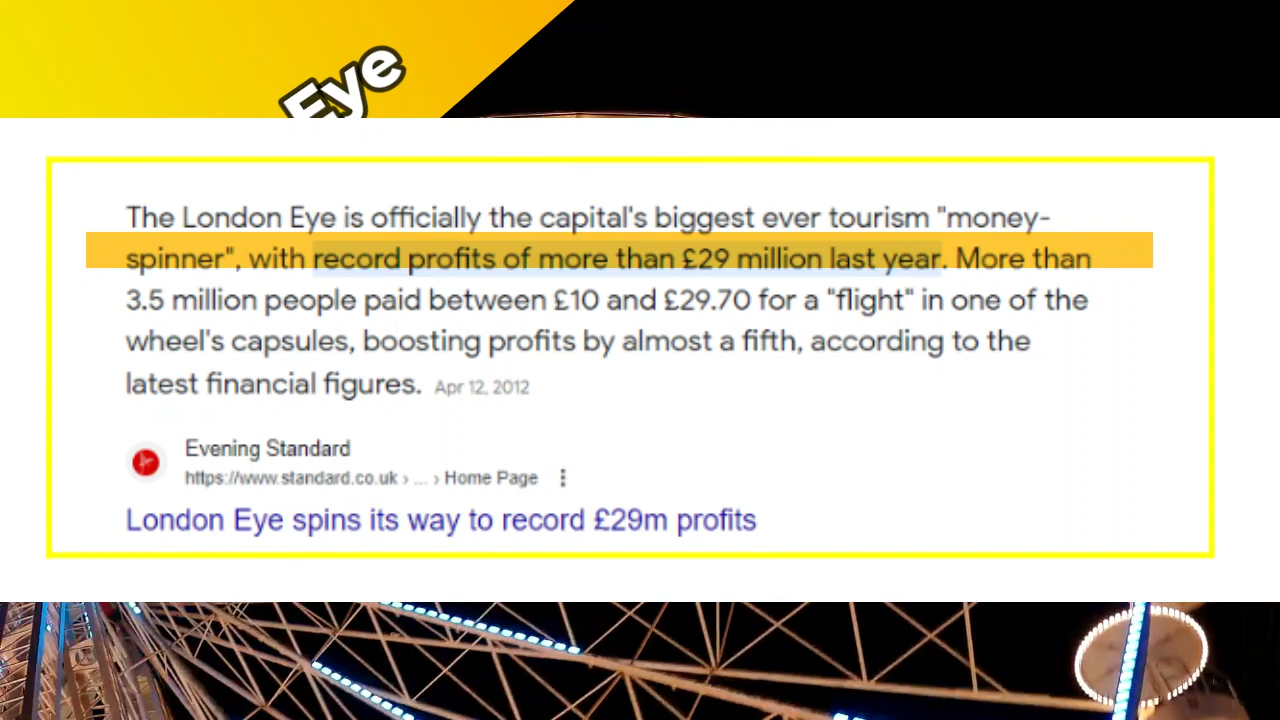 Eye
The London Eye is officially the capital's biggest ever tourism "money-
spinner", with record profits of more than £29 million last year. More than
3.5 million people paid between £10 and £29.70 for a "flight" in one of the
wheel's capsules, boosting profits by almost a fifth, according to the
latest financial figures. Apr 12, 2012
Evening Standard
https://www.standard.co.uk › ... › Home Page
London Eye spins its way to record £29m profits